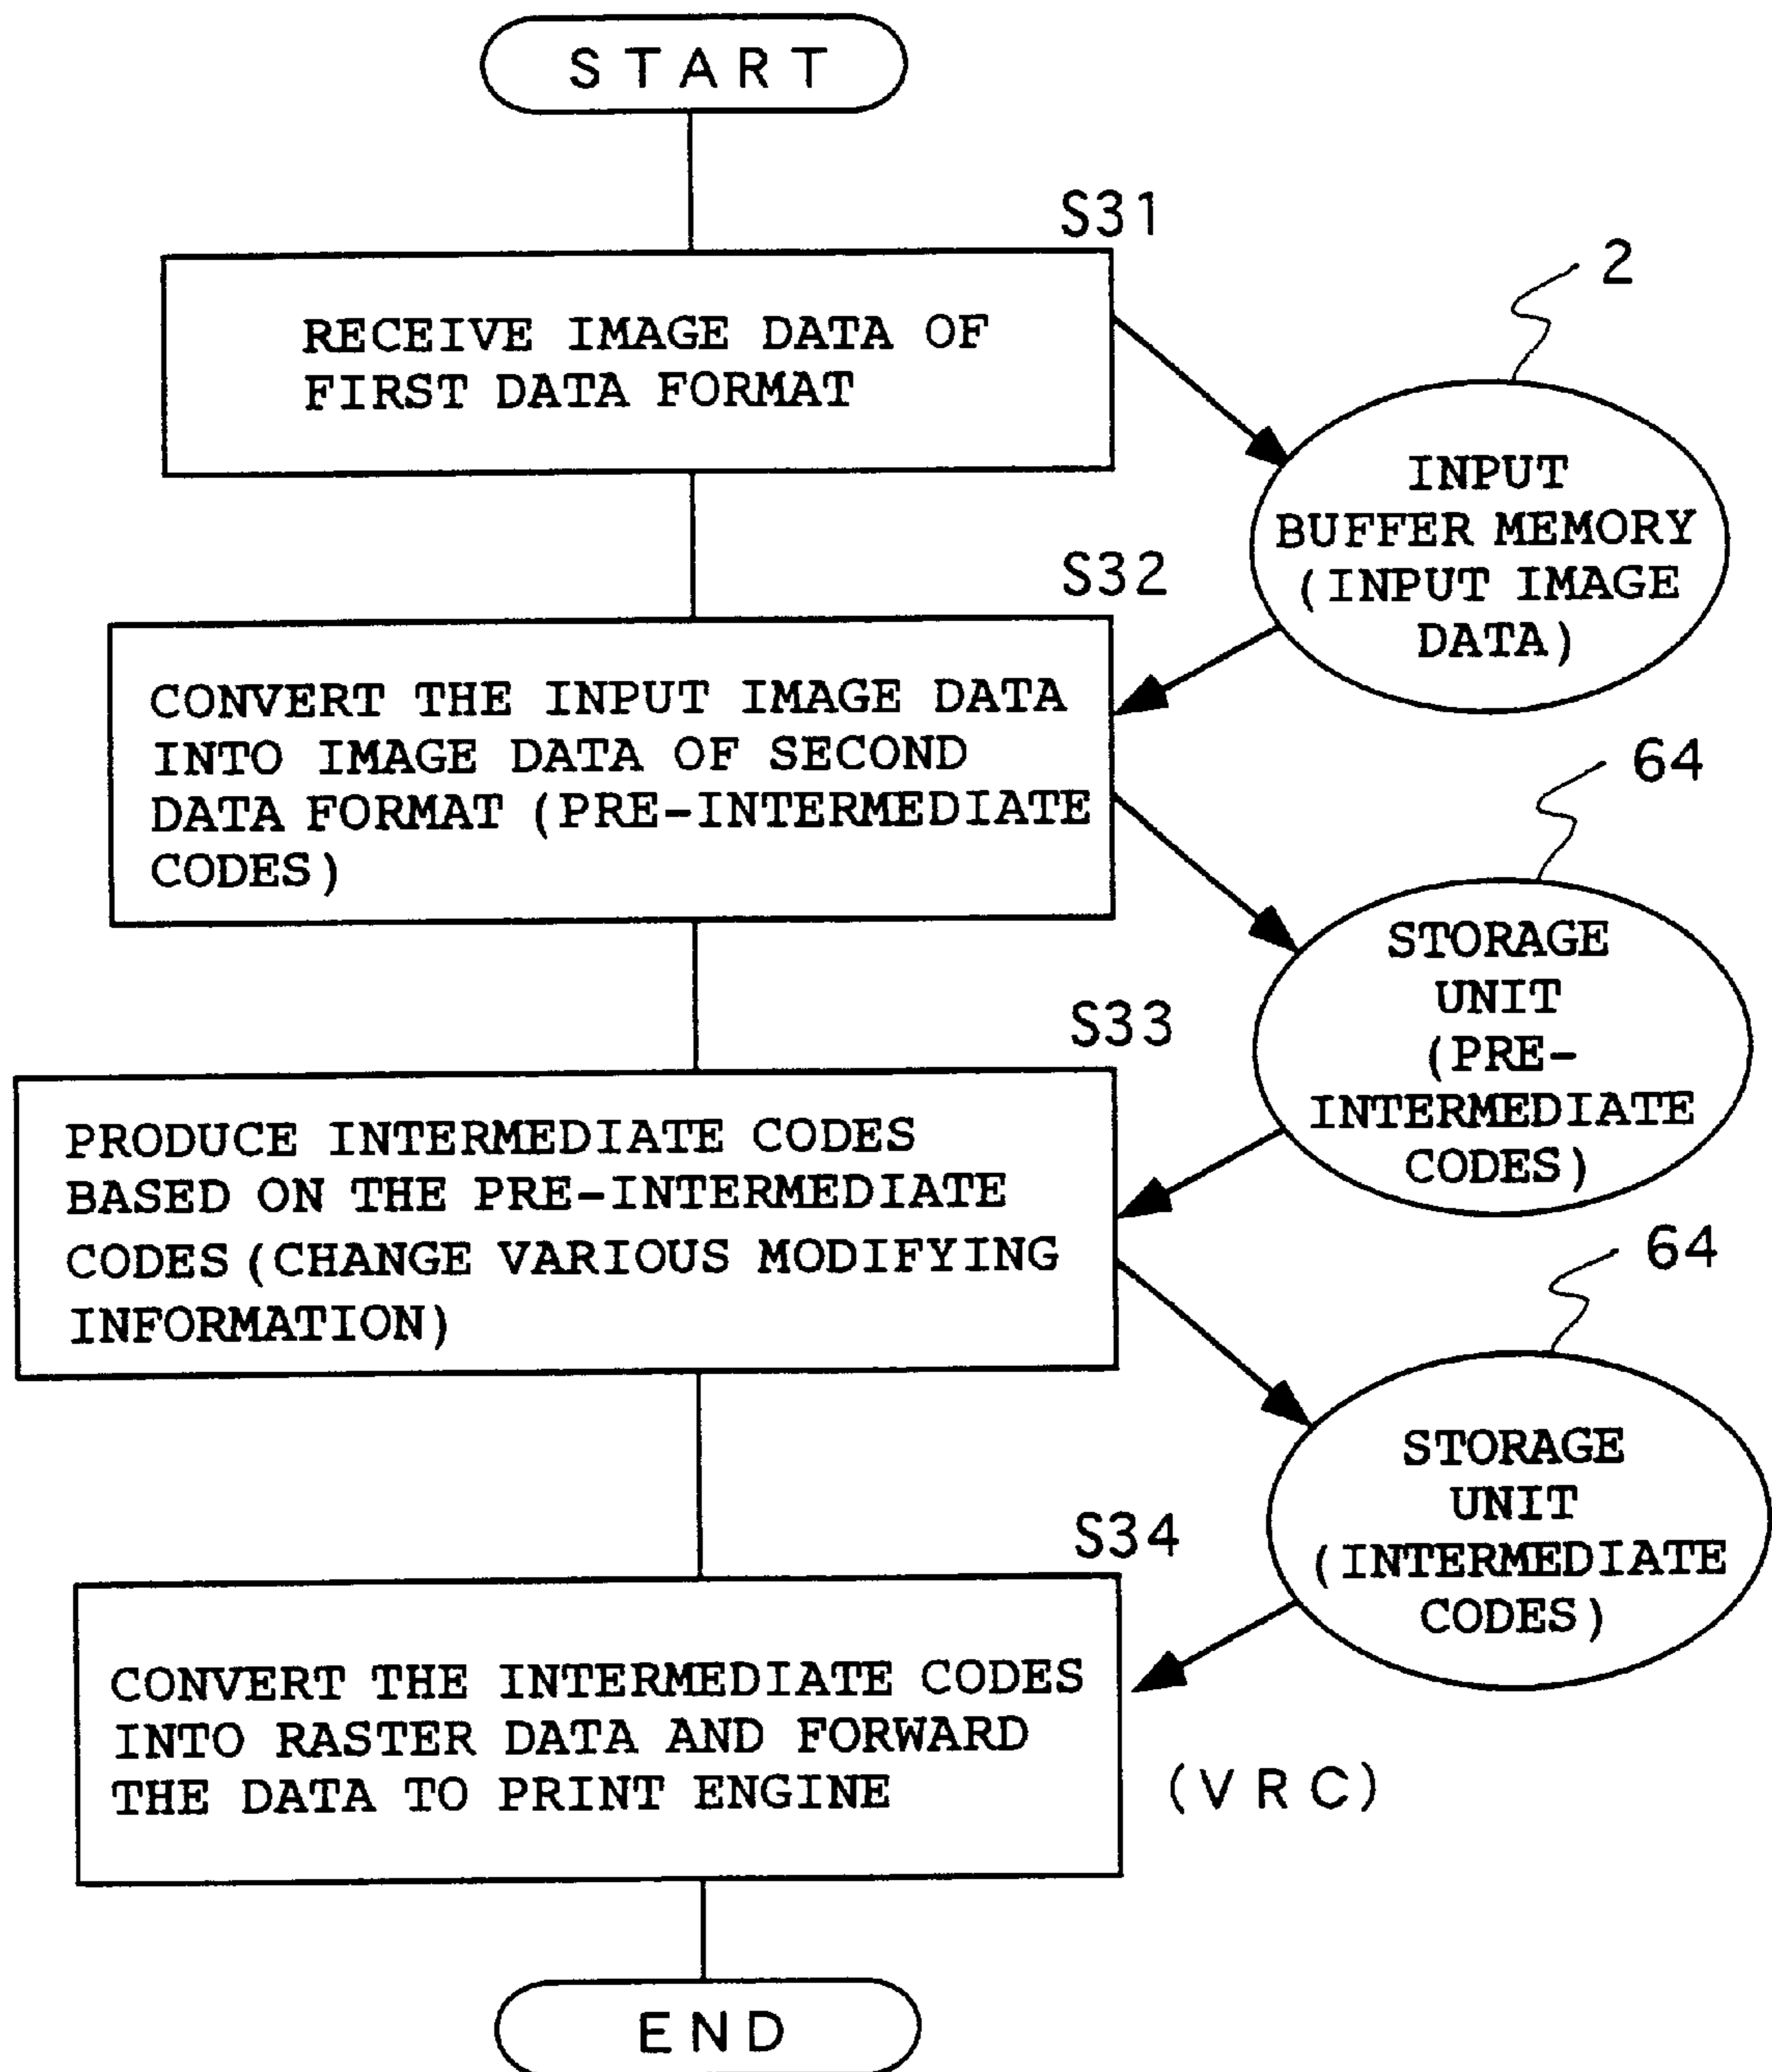 START
S31
RECEIVE IMAGE DATA OF
FIRST DATA FORMAT
2
INPUT
BUFFER MEMORY
(INPUT IMAGE
DATA)
S32
CONVERT THE INPUT IMAGE DATA
INTO IMAGE DATA OF SECOND
DATA FORMAT (PRE-INTERMEDIATE
CODES)
64
STORAGE
UNIT
(PRE-
INTERMEDIATE
CODES)
S33
PRODUCE INTERMEDIATE CODES
BASED ON THE PRE-INTERMEDIATE
CODES (CHANGE VARIOUS MODIFYING
INFORMATION)
64
STORAGE
UNIT
(INTERMEDIATE
CODES)
S34
CONVERT THE INTERMEDIATE CODES
INTO RASTER DATA AND FORWARD
THE DATA TO PRINT ENGINE
(VRC)
END